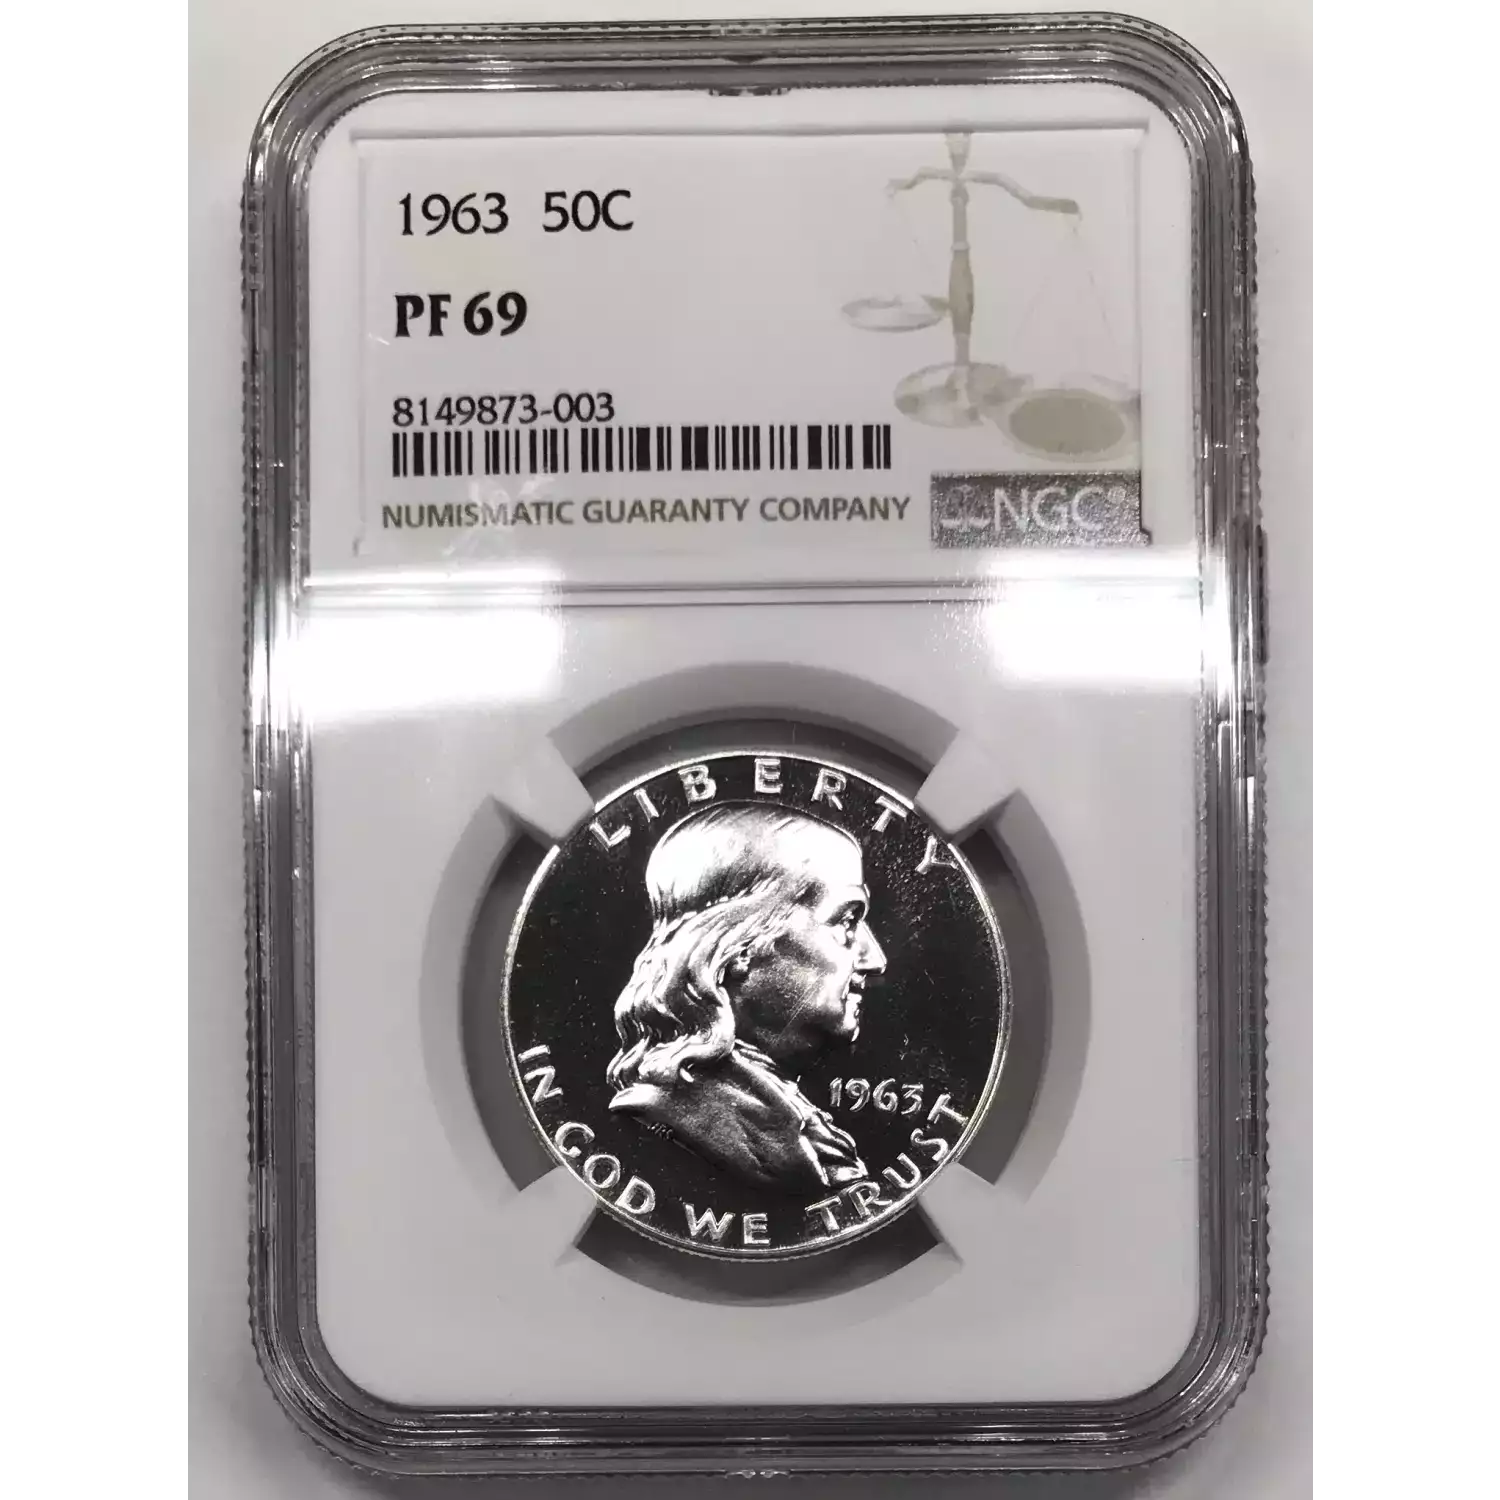 1963 50C
PF 69
8149873-003
NUMISMATIC GUARANTY COMPANY
NGC®
LIBERTY
1963
IN GOD WE TRUST